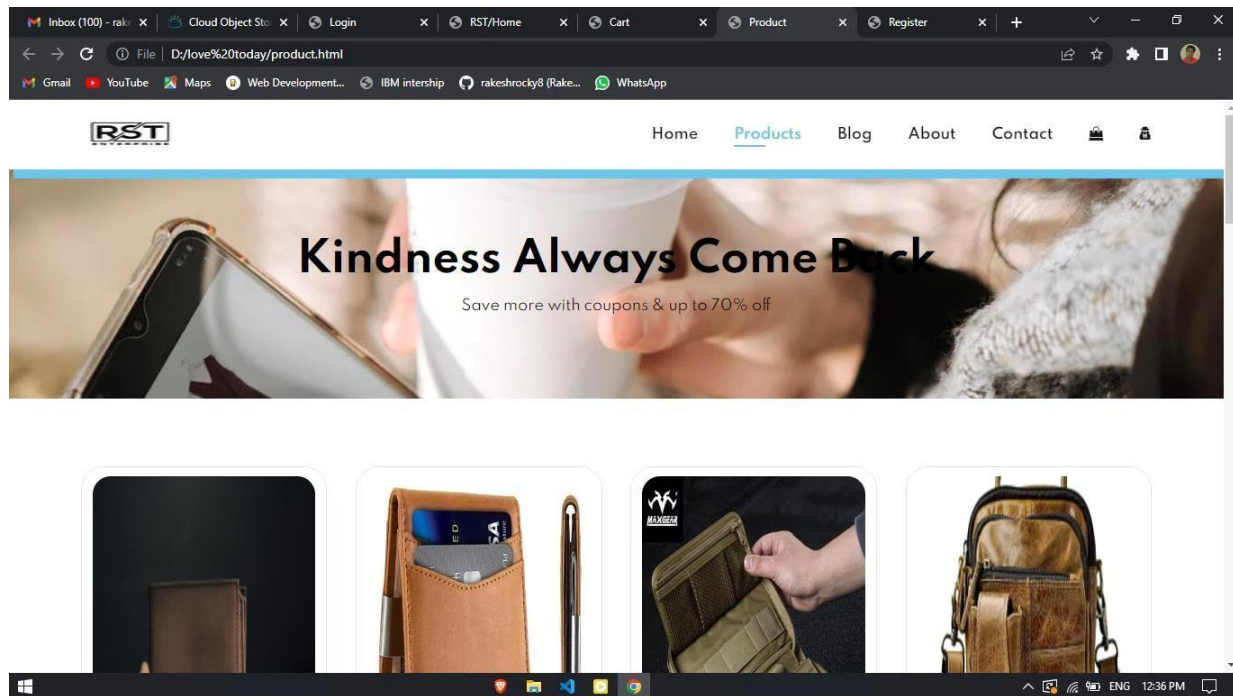 Inbox (100) - rak
Cloud Object Sto
Login
RST/Home
Cart
Product
Register
File
D:/love%20today/product.html
Gmail
YouTube
Maps
Web Development...
IBM intership
rakeshrocky8 (Rake...
WhatsApp
RST
ENTERPRISE
Home
Products
Blog
About
Contact
Kindness Always Come Back
Save more with coupons & up to 70% off
MAXGEAR
ENG
12:36 PM